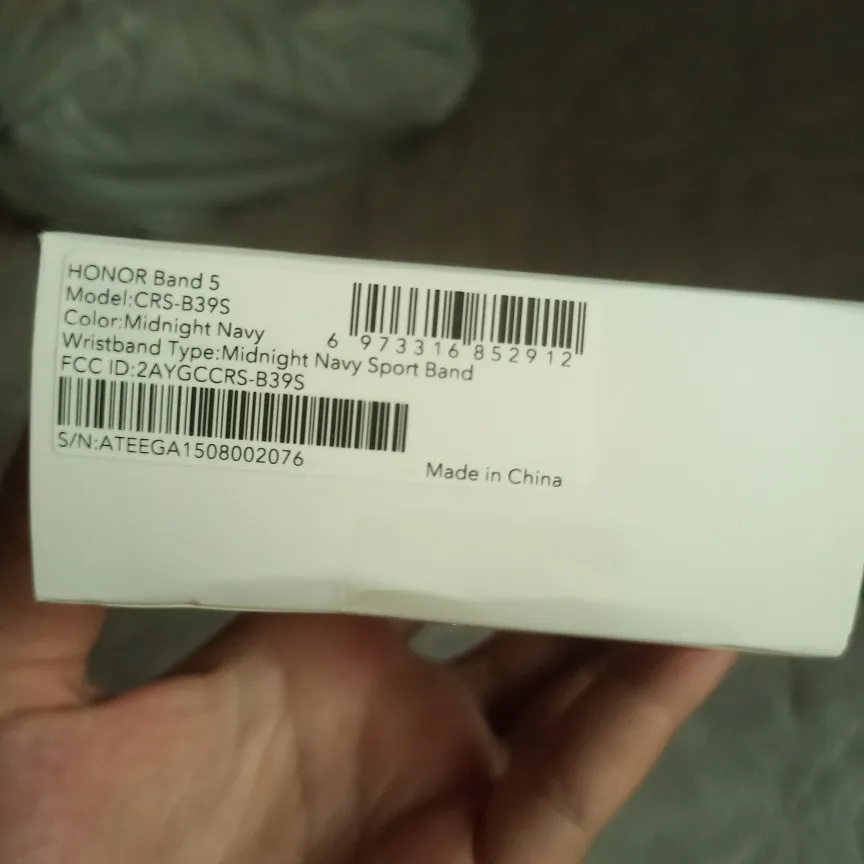 HONOR Band 5
Model:CRS-B39S
Color:Midnight Navy
6 973316 852912
Wristband Type:Midnight Navy Sport Band
FCC ID:2AYGCCRS-B39S
S/N:ATEEGA1508002076
Made in China